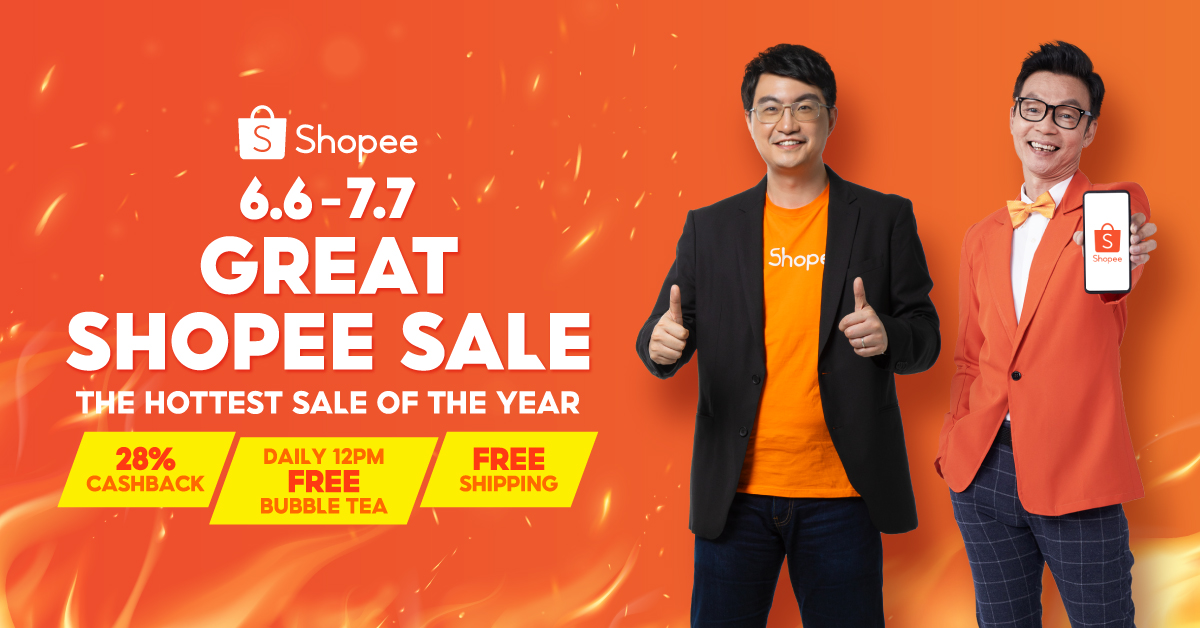 S Shopee
6.6 - 7.7
GREAT
SHOPEE SALE
THE HOTTEST SALE OF THE YEAR
28%
CASHBACK
DAILY 12PM
FREE
BUBBLE TEA
FREE
SHIPPING
Shope
S
Shopee